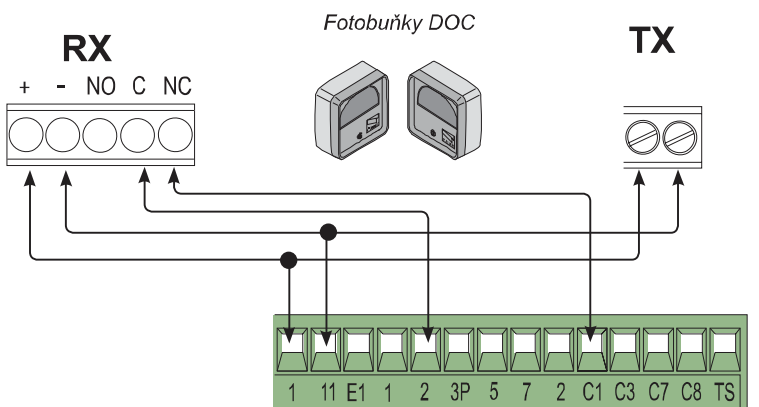 Fotobuňky DOC
RX
TX
+ - NO C NC
1 11 E1 1 2 3P 5 7 2 C1 C3 C7 C8 TS